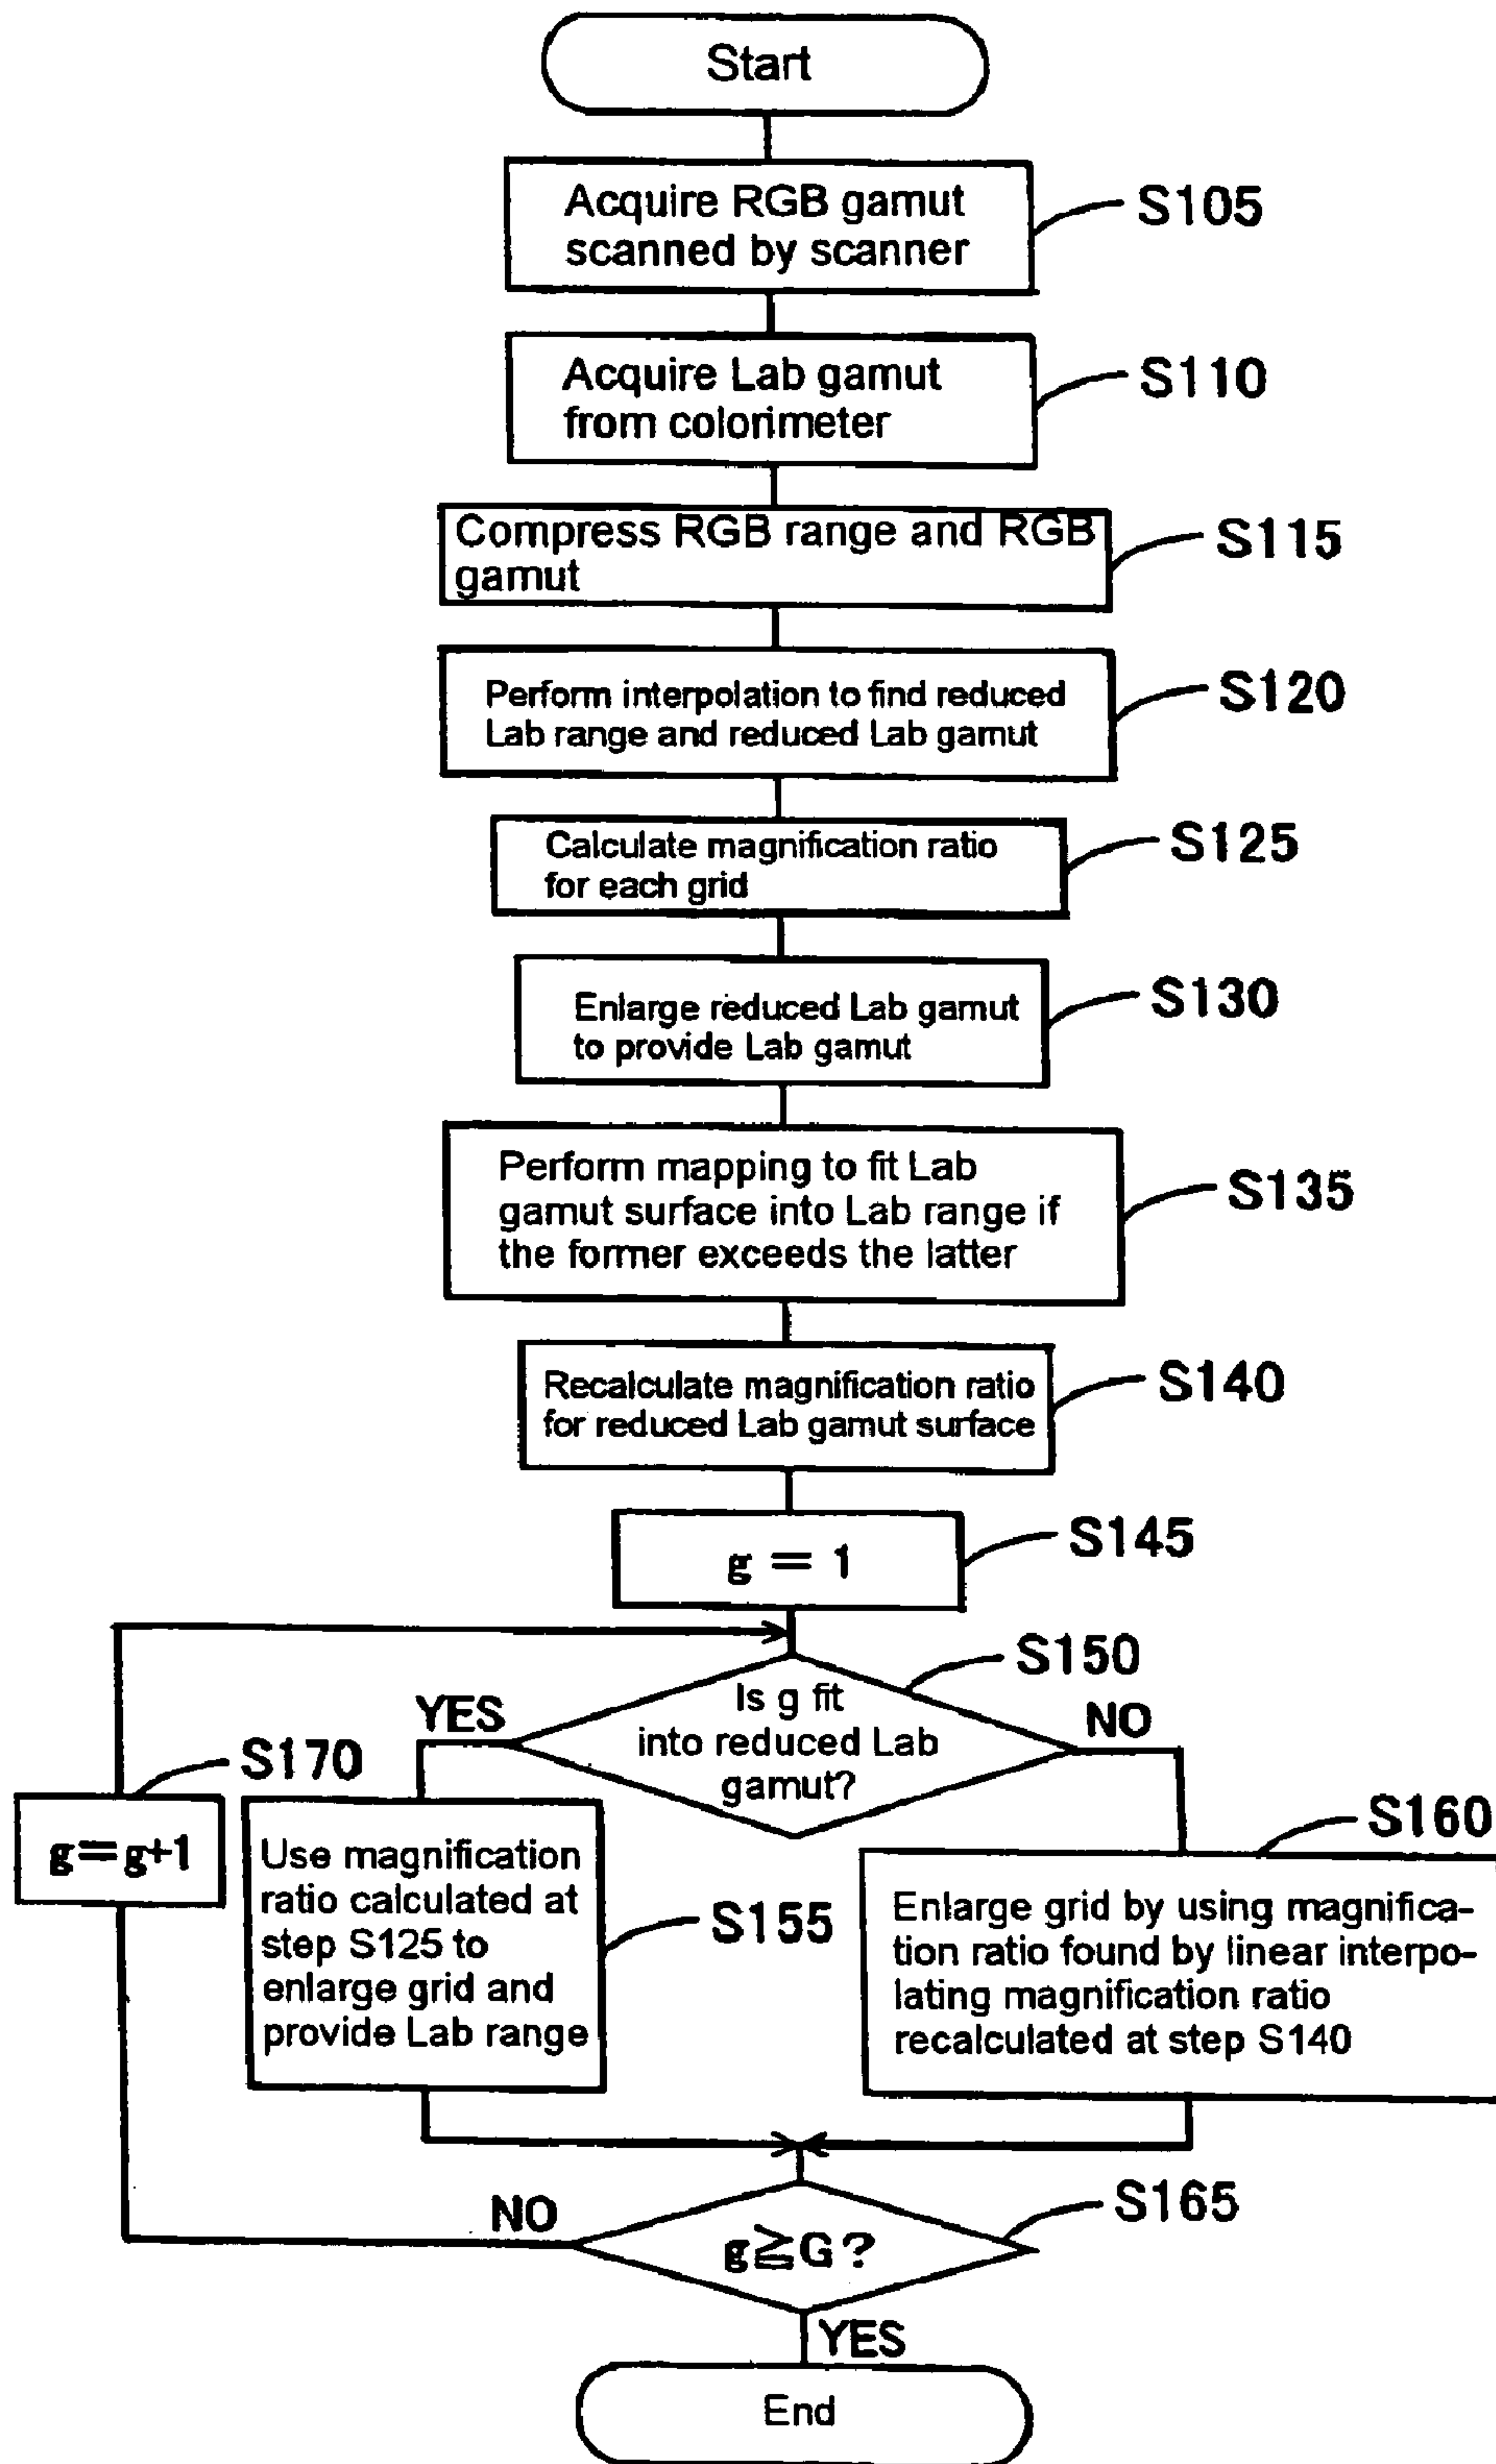 Start
Acquire RGB gamut
scanned by scanner
S105
Acquire Lab gamut
from colorimeter
S110
Compress RGB range and RGB
gamut
S115
Perform interpolation to find reduced
Lab range and reduced Lab gamut
S120
Calculate magnification ratio
for each grid
S125
Enlarge reduced Lab gamut
to provide Lab gamut
S130
Perform mapping to fit Lab
gamut surface into Lab range if
the former exceeds the latter
S135
Recalculate magnification ratio
for reduced Lab gamut surface
S140
g = 1
S145
Is g fit
into reduced Lab
gamut?
S150
YES
NO
S170
g=g+1
Use magnification
ratio calculated at
step S125 to
enlarge grid and
provide Lab range
S155
S160
Enlarge grid by using magnifica-
tion ratio found by linear interpo-
lating magnification ratio
recalculated at step S140
NO
g≧G?
S165
YES
End